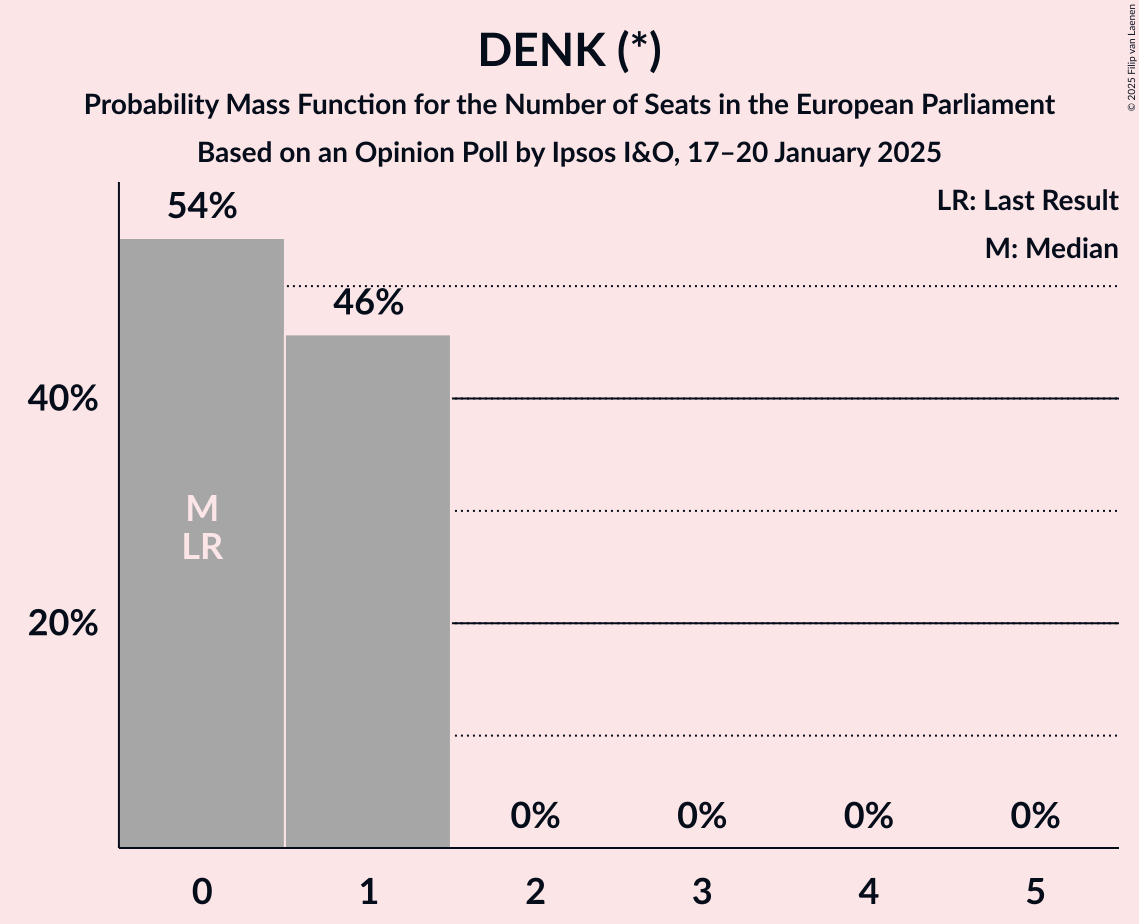 DENK (*)
Probability Mass Function for the Number of Seats in the European Parliament
Based on an Opinion Poll by Ipsos I&O, 17–20 January 2025
© 2025 Filip van Laenen
LR: Last Result
M: Median
54%
46%
40%
20%
M
LR
0%
0%
0%
0%
0
1
2
3
4
5